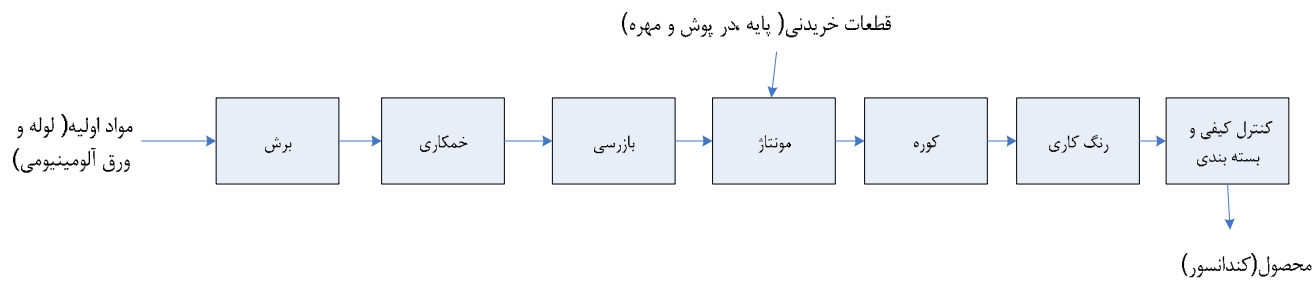 قطعات خریدنی( پایه ،در پوش و مهره)
مواد اولیه( لوله و
ورق آلومینیومی)
برش
خمکاری
بازرسی
مونتاژ
کوره
رنگ کاری
کنترل کیفی و
بسته بندی
محصول(کندانسور)